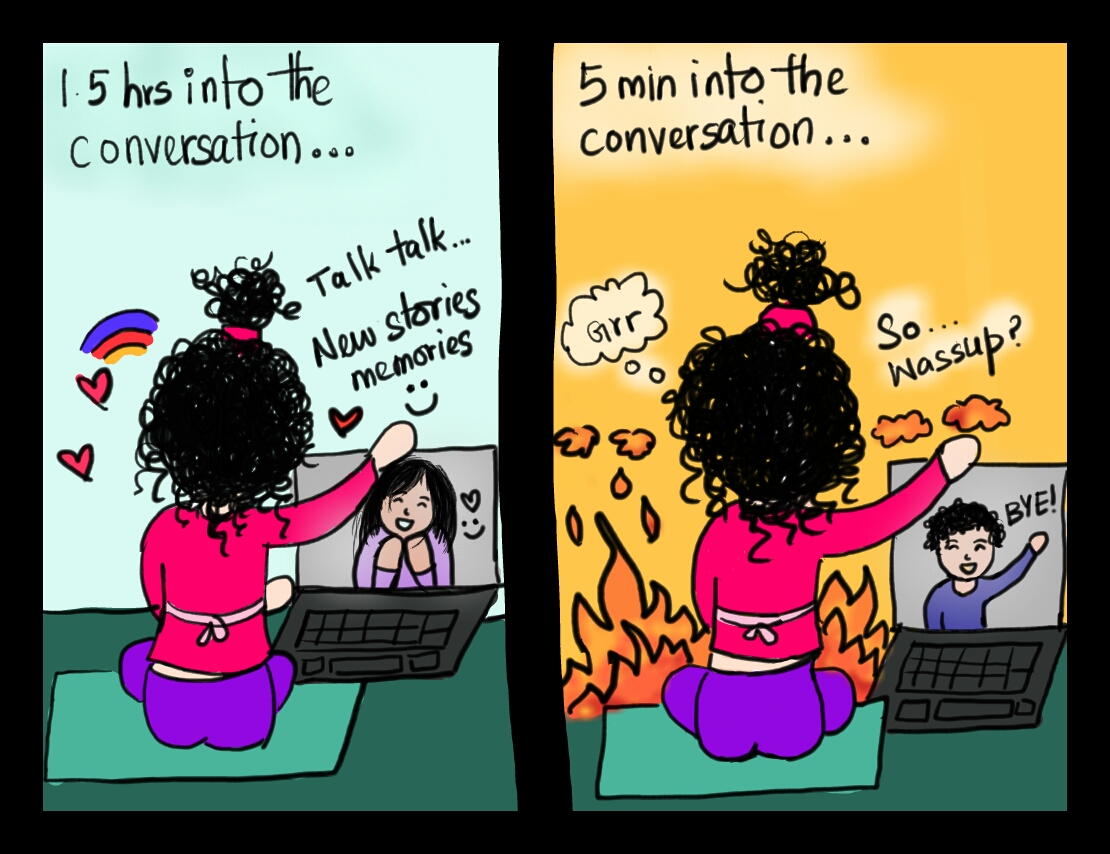 1.5 hrs into the
conversation...
Talk talk...
New stories
memories
5 min into the
conversation...
Grr
So...
Wassup?
BYE!